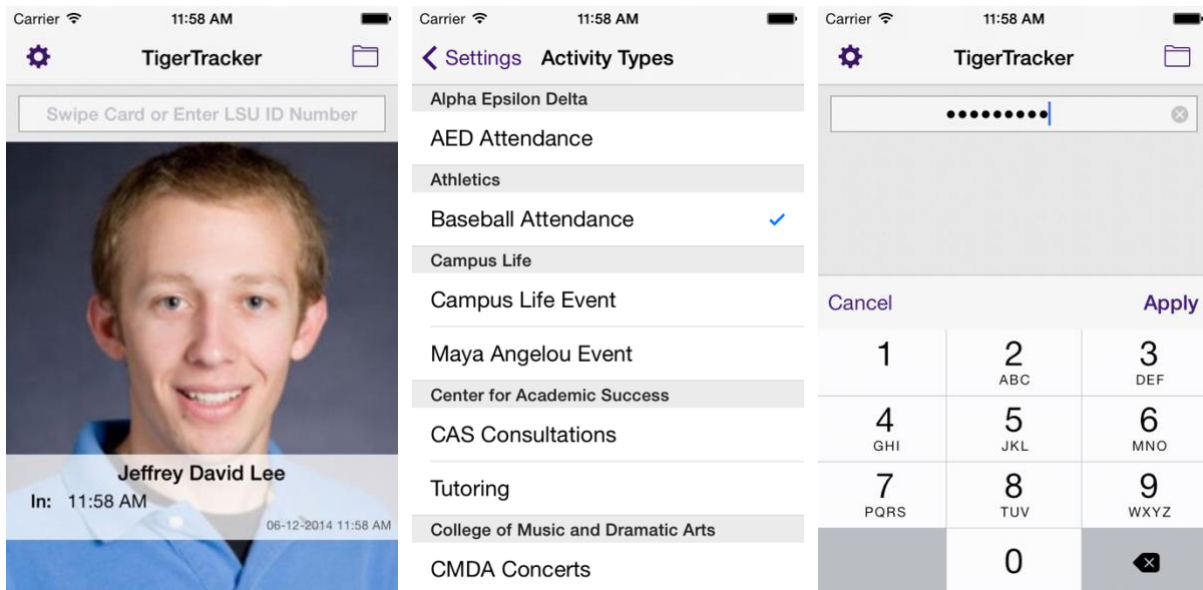 Carrier 11:58 AM
TigerTracker
Swipe Card or Enter LSU ID Number
Jeffrey David Lee
In: 11:58 AM
06-12-2014 11:58 AM
Carrier 11:58 AM
Settings Activity Types
Alpha Epsilon Delta
AED Attendance
Athletics
Baseball Attendance
Campus Life
Campus Life Event
Maya Angelou Event
Center for Academic Success
CAS Consultations
Tutoring
College of Music and Dramatic Arts
CMDA Concerts
Carrier 11:58 AM
TigerTracker
•••••••••
Cancel Apply
1 2 3
ABC DEF
4 5 6
GHI JKL MNO
7 8 9
PQRS TUV WXYZ
0